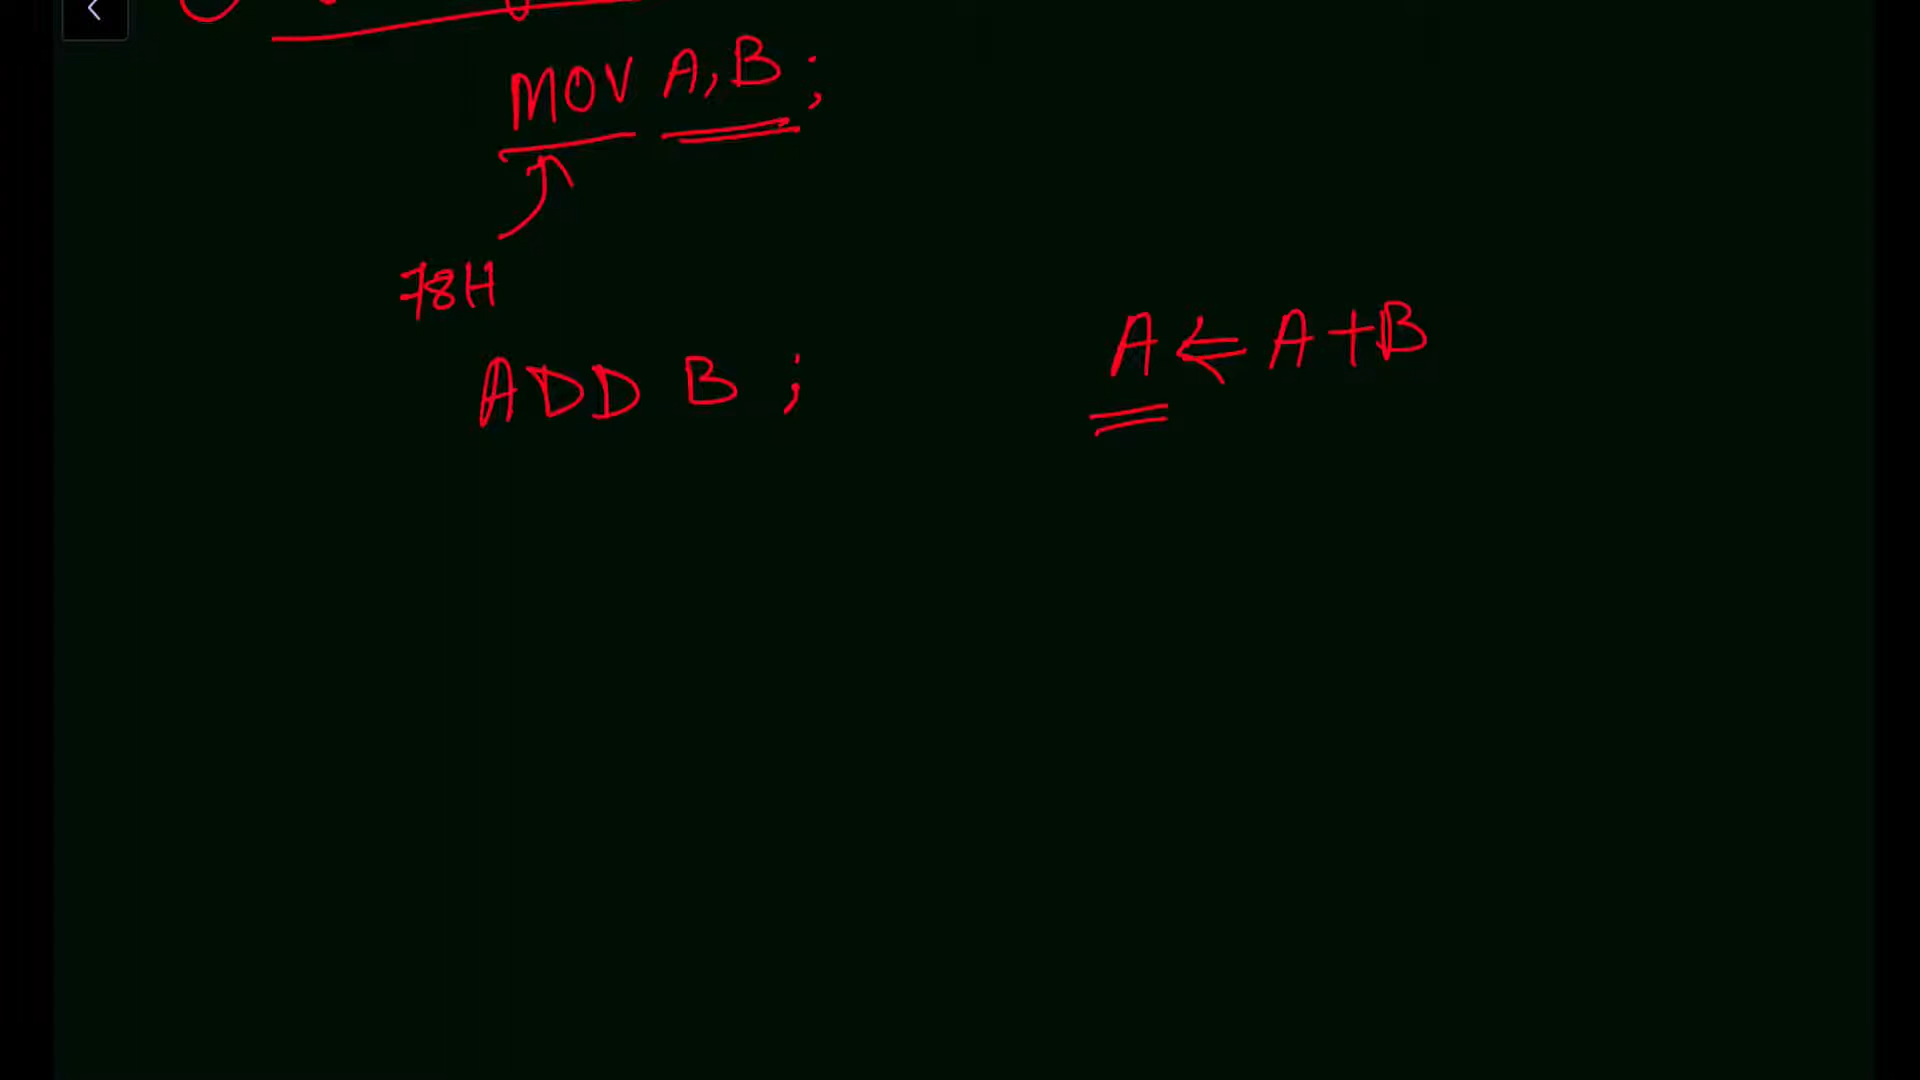 MOV A, B ;
78H
ADD B ; A ← A + B